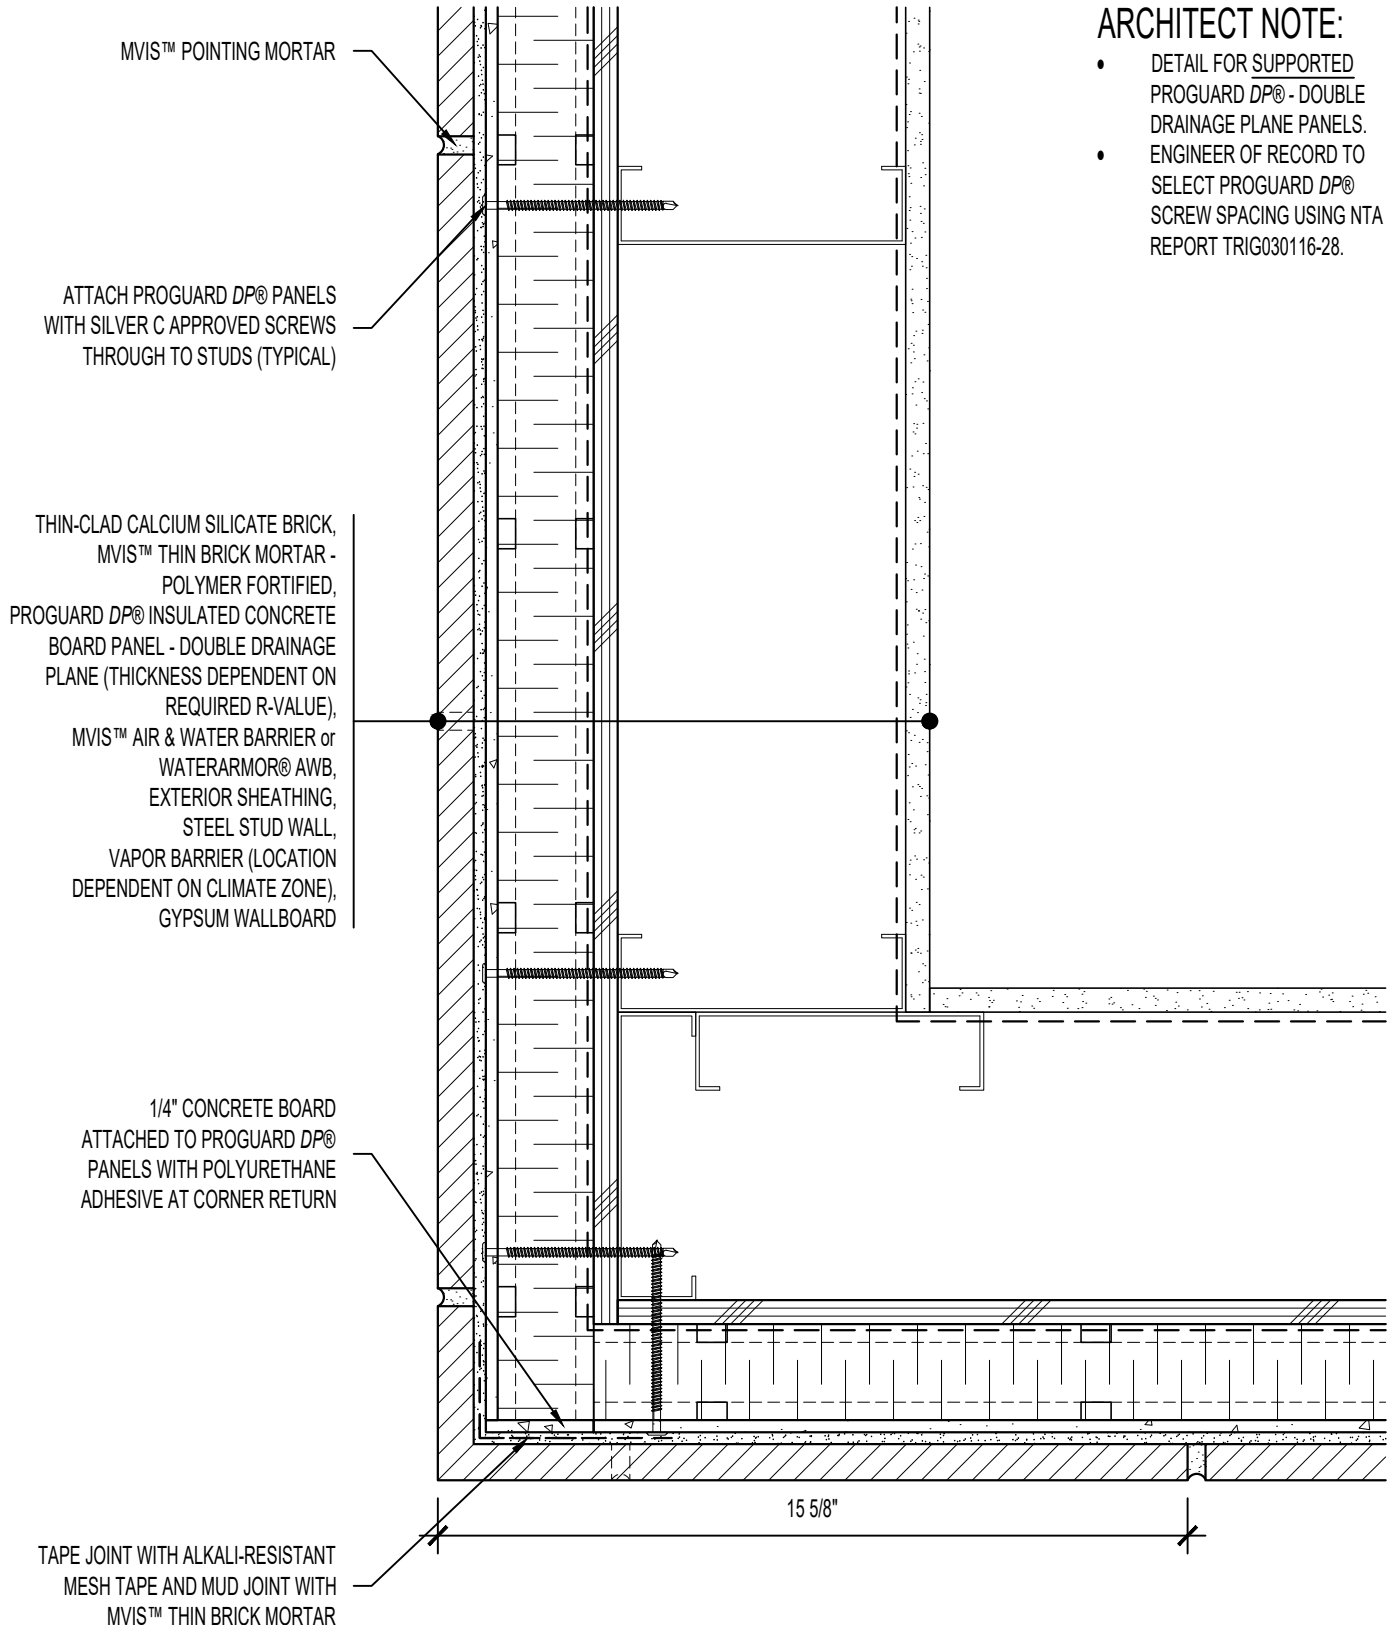 MVIS™ POINTING MORTAR
ARCHITECT NOTE:
• DETAIL FOR SUPPORTED
PROGUARD DP® - DOUBLE
DRAINAGE PLANE PANELS.
• ENGINEER OF RECORD TO
SELECT PROGUARD DP®
SCREW SPACING USING NTA
REPORT TRIG030116-28.
ATTACH PROGUARD DP® PANELS
WITH SILVER C APPROVED SCREWS
THROUGH TO STUDS (TYPICAL)
THIN-CLAD CALCIUM SILICATE BRICK,
MVIS™ THIN BRICK MORTAR -
POLYMER FORTIFIED,
PROGUARD DP® INSULATED CONCRETE
BOARD PANEL - DOUBLE DRAINAGE
PLANE (THICKNESS DEPENDENT ON
REQUIRED R-VALUE),
MVIS™ AIR & WATER BARRIER or
WATERARMOR® AWB,
EXTERIOR SHEATHING,
STEEL STUD WALL,
VAPOR BARRIER (LOCATION
DEPENDENT ON CLIMATE ZONE),
GYPSUM WALLBOARD
1/4" CONCRETE BOARD
ATTACHED TO PROGUARD DP®
PANELS WITH POLYURETHANE
ADHESIVE AT CORNER RETURN
15 5/8"
TAPE JOINT WITH ALKALI-RESISTANT
MESH TAPE AND MUD JOINT WITH
MVIS™ THIN BRICK MORTAR